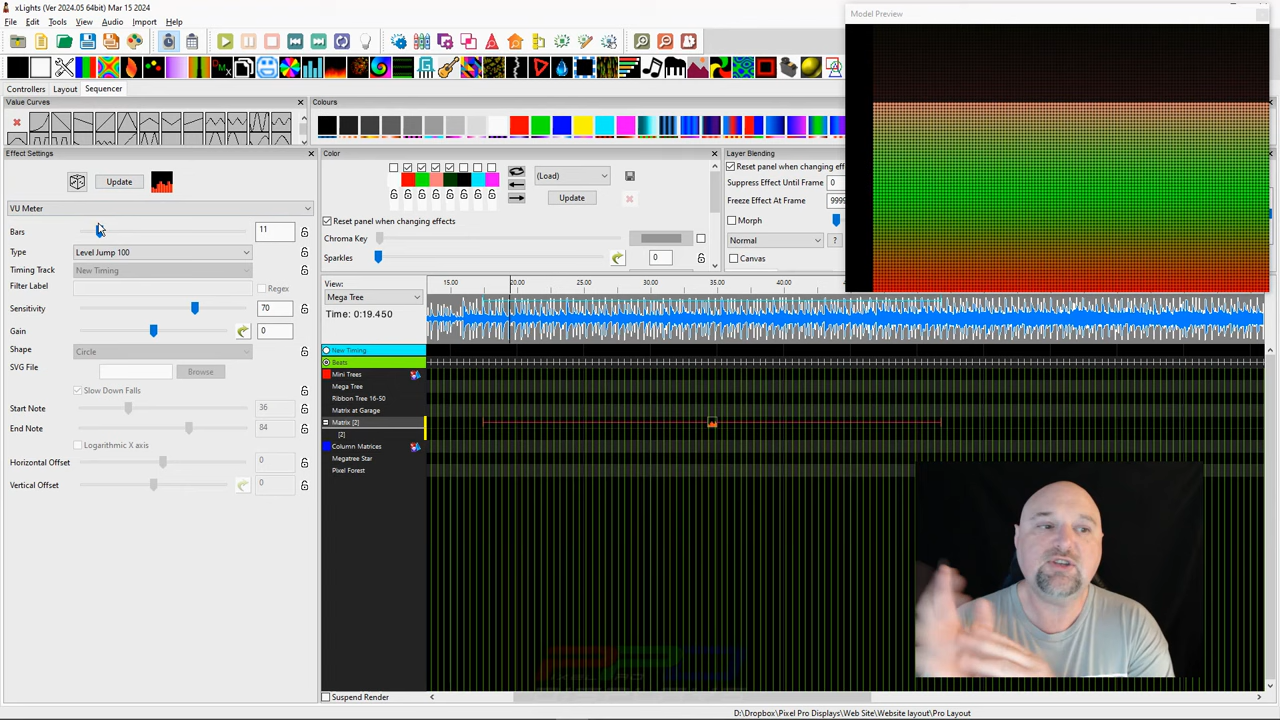 xLights (Ver 2024.05 64bit) Mar 15 2024
File Edit Tools View Audio Import Help
Model Preview
Controllers Layout Sequencer
Value Curves
Colours
Effect Settings
Color
Layer Blending
Update
(Load)
Update
Reset panel when changing effects
Chroma Key
Sparkles 0
Reset panel when changing eff
Suppress Effect Until Frame 0
Freeze Effect At Frame 9999
Morph
Normal ?
Canvas
VU Meter
Bars 11
Type Level Jump 100
Timing Track New Timing
Filter Label Regex
Sensitivity 70
Gain 0
Shape Circle
SVG File Browse
Slow Down Falls
Start Note 36
End Note 84
Logarithmic X axis
Horizontal Offset 0
Vertical Offset 0
View:
Mega Tree
Time: 0:19.450
15.00 20.00 25.00 30.00 35.00 40.00
New Timing
Beats
Mini Trees
Mega Tree
Ribbon Tree 16-50
Matrix at Garage
Matrix [2]
[2]
Column Matrices
Megatree Star
Pixel Forest
Suspend Render
D:\Dropbox\Pixel Pro Displays\Web Site\Website layout\Pro Layout